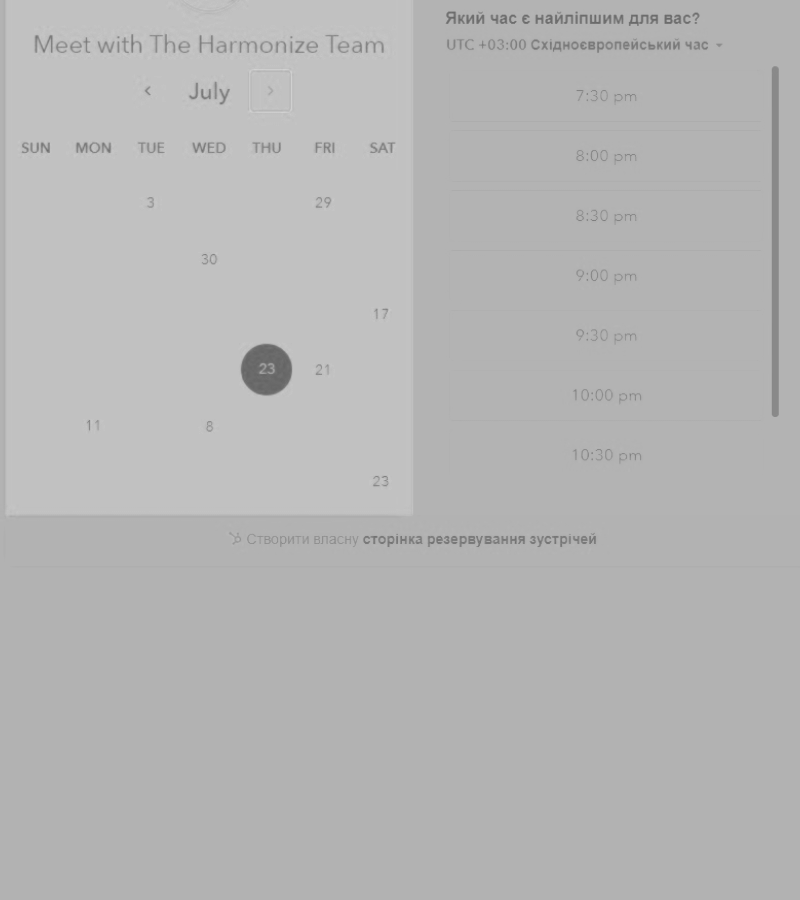 Meet with The Harmonize Team
July
SUN MON TUE WED THU FRI SAT
3 29
30
17
23 21
11 8
23
Який час є найліпшим для вас?
UTC +03:00 Східноєвропейський час
7:30 pm
8:00 pm
8:30 pm
9:00 pm
9:30 pm
10:00 pm
10:30 pm
Створити власну сторінка резервування зустрічей